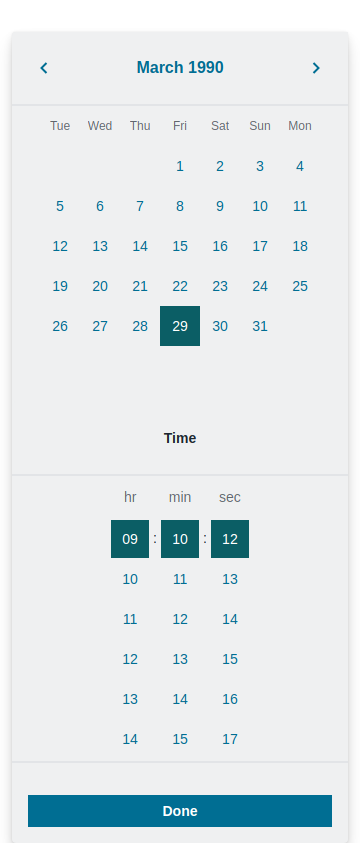 March 1990
Tue Wed Thu Fri Sat Sun Mon
1 2 3 4
5 6 7 8 9 10 11
12 13 14 15 16 17 18
19 20 21 22 23 24 25
26 27 28 29 30 31
Time
hr min sec
09 : 10 : 12
10 11 13
11 12 14
12 13 15
13 14 16
14 15 17
Done